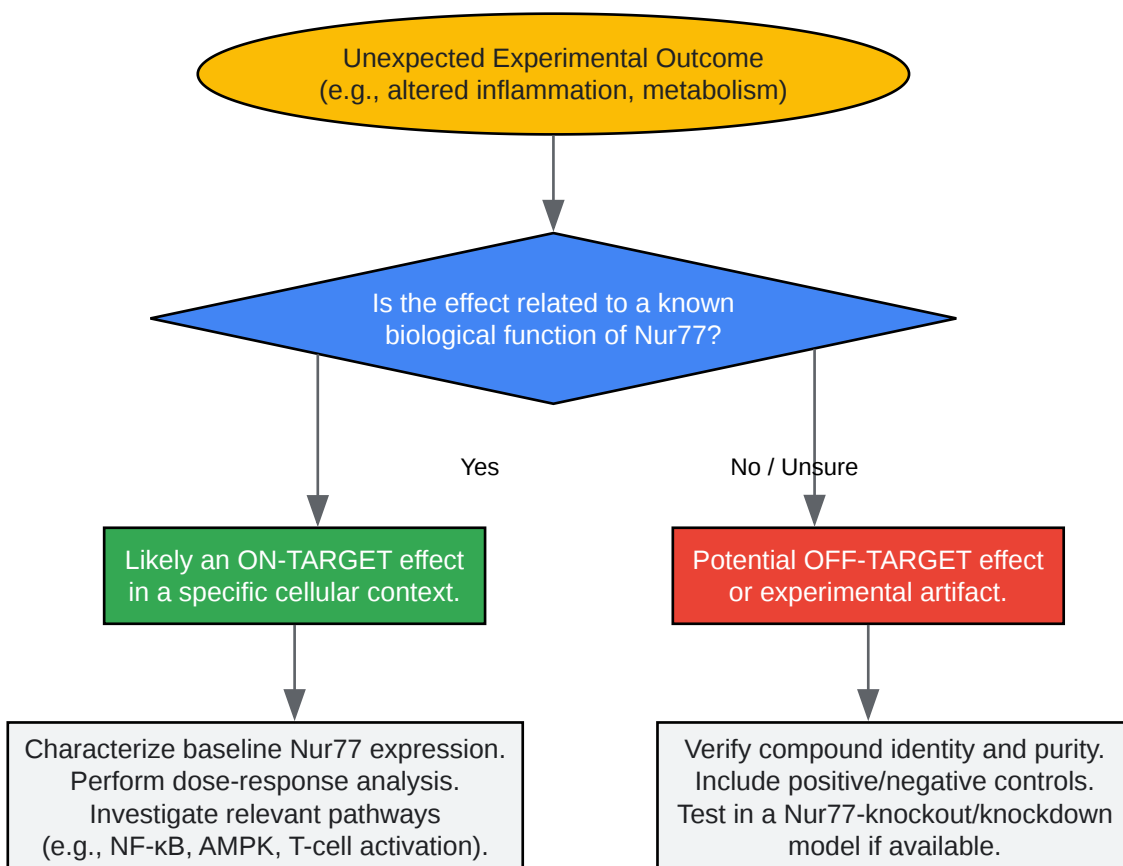 Unexpected Experimental Outcome
(e.g., altered inflammation, metabolism)
Is the effect related to a known
biological function of Nur77?
Yes
No / Unsure
Likely an ON-TARGET effect
in a specific cellular context.
Potential OFF-TARGET effect
or experimental artifact.
Characterize baseline Nur77 expression.
Perform dose-response analysis.
Investigate relevant pathways
(e.g., NF-κB, AMPK, T-cell activation).
Verify compound identity and purity.
Include positive/negative controls.
Test in a Nur77-knockout/knockdown
model if available.